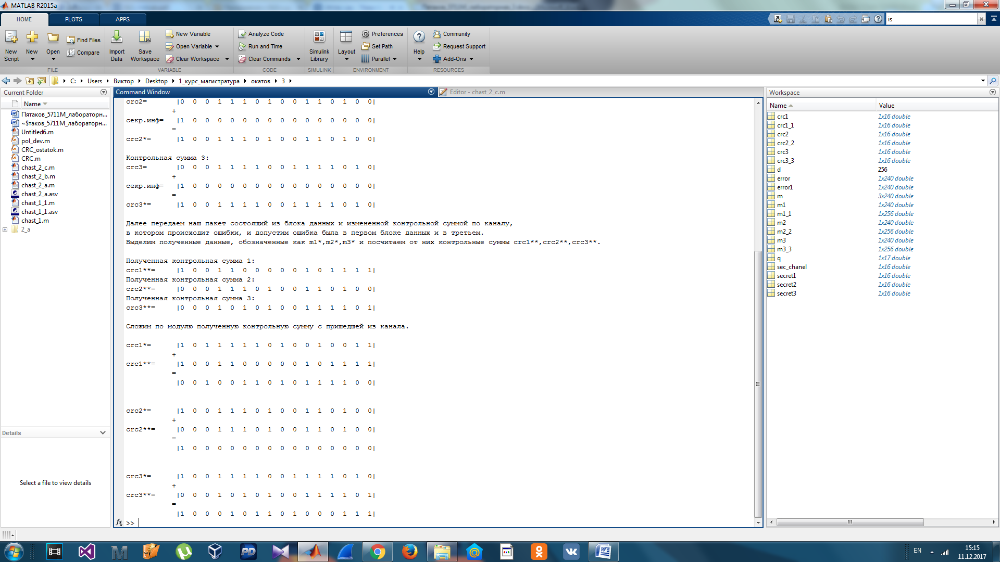 MATLAB R2015a
HOME PLOTS APPS
is
New Script
New
Open
Find Files
Compare
FILE
Import Data
Save Workspace
New Variable
Open Variable
Clear Workspace
VARIABLE
Analyze Code
Run and Time
Clear Commands
CODE
Simulink Library
SIMULINK
Layout
Preferences
Set Path
Parallel
ENVIRONMENT
Help
Community
Request Support
Add-Ons
RESOURCES
C: Users Виктор Desktop 1_курс_магистратура окатов 3
Current Folder
Name
Пятаков_5711М_лабораторн...
~$таков_5711М_лабораторн...
Untitled6.m
pol_dev.m
CRC_ostatok.m
CRC.m
chast_2_c.m
chast_2_b.m
chast_2_a.m
chast_2_a.asv
chast_1_1.m
chast_1_1.asv
chast_1.m
2_a
Details
Select a file to view details
Command Window
Editor - chast_2_c.m
crc2= |0 0 0 1 1 1 0 1 0 0 1 1 0 1 0 0|
+
секр.инф= |1 0 0 0 0 0 0 0 0 0 0 0 0 0 0 0|
=
crc2*= |1 0 0 1 1 1 0 1 0 0 1 1 0 1 0 0|
Контрольная сумма 3:
crc3= |0 0 0 1 1 1 1 0 0 1 1 1 1 0 1 0|
+
секр.инф= |1 0 0 0 0 0 0 0 0 0 0 0 0 0 0 0|
=
crc3*= |1 0 0 1 1 1 1 0 0 1 1 1 1 0 1 0|
Далее передаем наш пакет состоящий из блока данных и измененной контрольной суммой по каналу,
в котором происходит ошибки, и допустим ошибка была в первом блоке данных и в третьем.
Выделим полученные данные, обозначенные как m1*,m2*,m3* и посчитаем от них контрольные суммы crc1**,crc2**,crc3**.
Полученная контрольная сумма 1:
crc1**= |1 0 0 1 1 0 0 0 0 0 1 0 1 1 1 1|
Полученная контрольная сумма 2:
crc2**= |0 0 0 1 1 1 0 1 0 0 1 1 0 1 0 0|
Полученная контрольная сумма 3:
crc3**= |0 0 0 1 0 1 0 1 0 0 1 1 1 1 0 1|
Сложим по модулю полученную контрольную сумму с пришедшей из канала.
crc1*= |1 0 1 1 1 1 1 0 1 0 0 1 0 0 1 1|
+
crc1**= |1 0 0 1 1 0 0 0 0 0 1 0 1 1 1 1|
=
|0 0 1 0 0 1 1 0 1 0 1 1 1 1 0 0|
crc2*= |1 0 0 1 1 1 0 1 0 0 1 1 0 1 0 0|
+
crc2**= |0 0 0 1 1 1 0 1 0 0 1 1 0 1 0 0|
=
|1 0 0 0 0 0 0 0 0 0 0 0 0 0 0 0|
crc3*= |1 0 0 1 1 1 1 0 0 1 1 1 1 0 1 0|
+
crc3**= |0 0 0 1 0 1 0 1 0 0 1 1 1 1 0 1|
=
|1 0 0 0 1 0 1 1 0 1 0 0 0 1 1 1|
fx >>
Workspace
Name Value
crc1 1x16 double
crc1_1 1x16 double
crc2 1x16 double
crc2_2 1x16 double
crc3 1x16 double
crc3_3 1x16 double
d 256
error 1x240 double
error1 1x240 double
m 3x240 double
m1 1x240 double
m1_1 1x256 double
m2 1x240 double
m2_2 1x256 double
m3 1x240 double
m3_3 1x256 double
q 1x17 double
sec_chanel 1x16 double
secret1 1x16 double
secret2 1x16 double
secret3 1x16 double
EN
15:15
11.12.2017